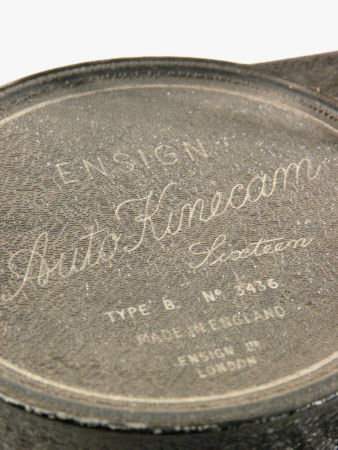 ENSIGN
Auto Kinecam
Sixteen
TYPE B. No 3436
MADE IN ENGLAND
ENSIGN LTD
LONDON